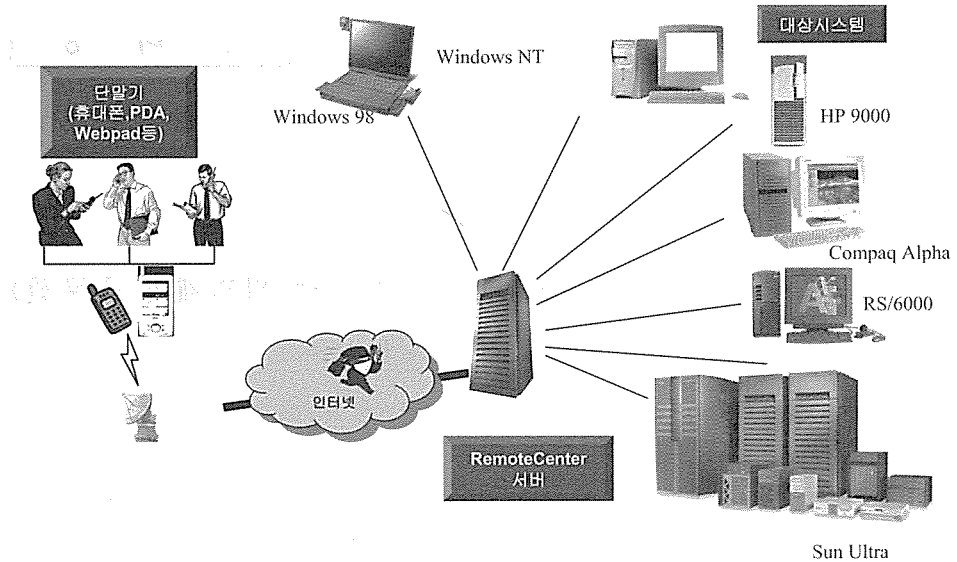 단말기
(휴대폰,PDA,
Webpad등)
Windows NT
Windows 98
대상시스템
HP 9000
Compaq Alpha
RS/6000
인터넷
RemoteCenter
서버
Sun Ultra